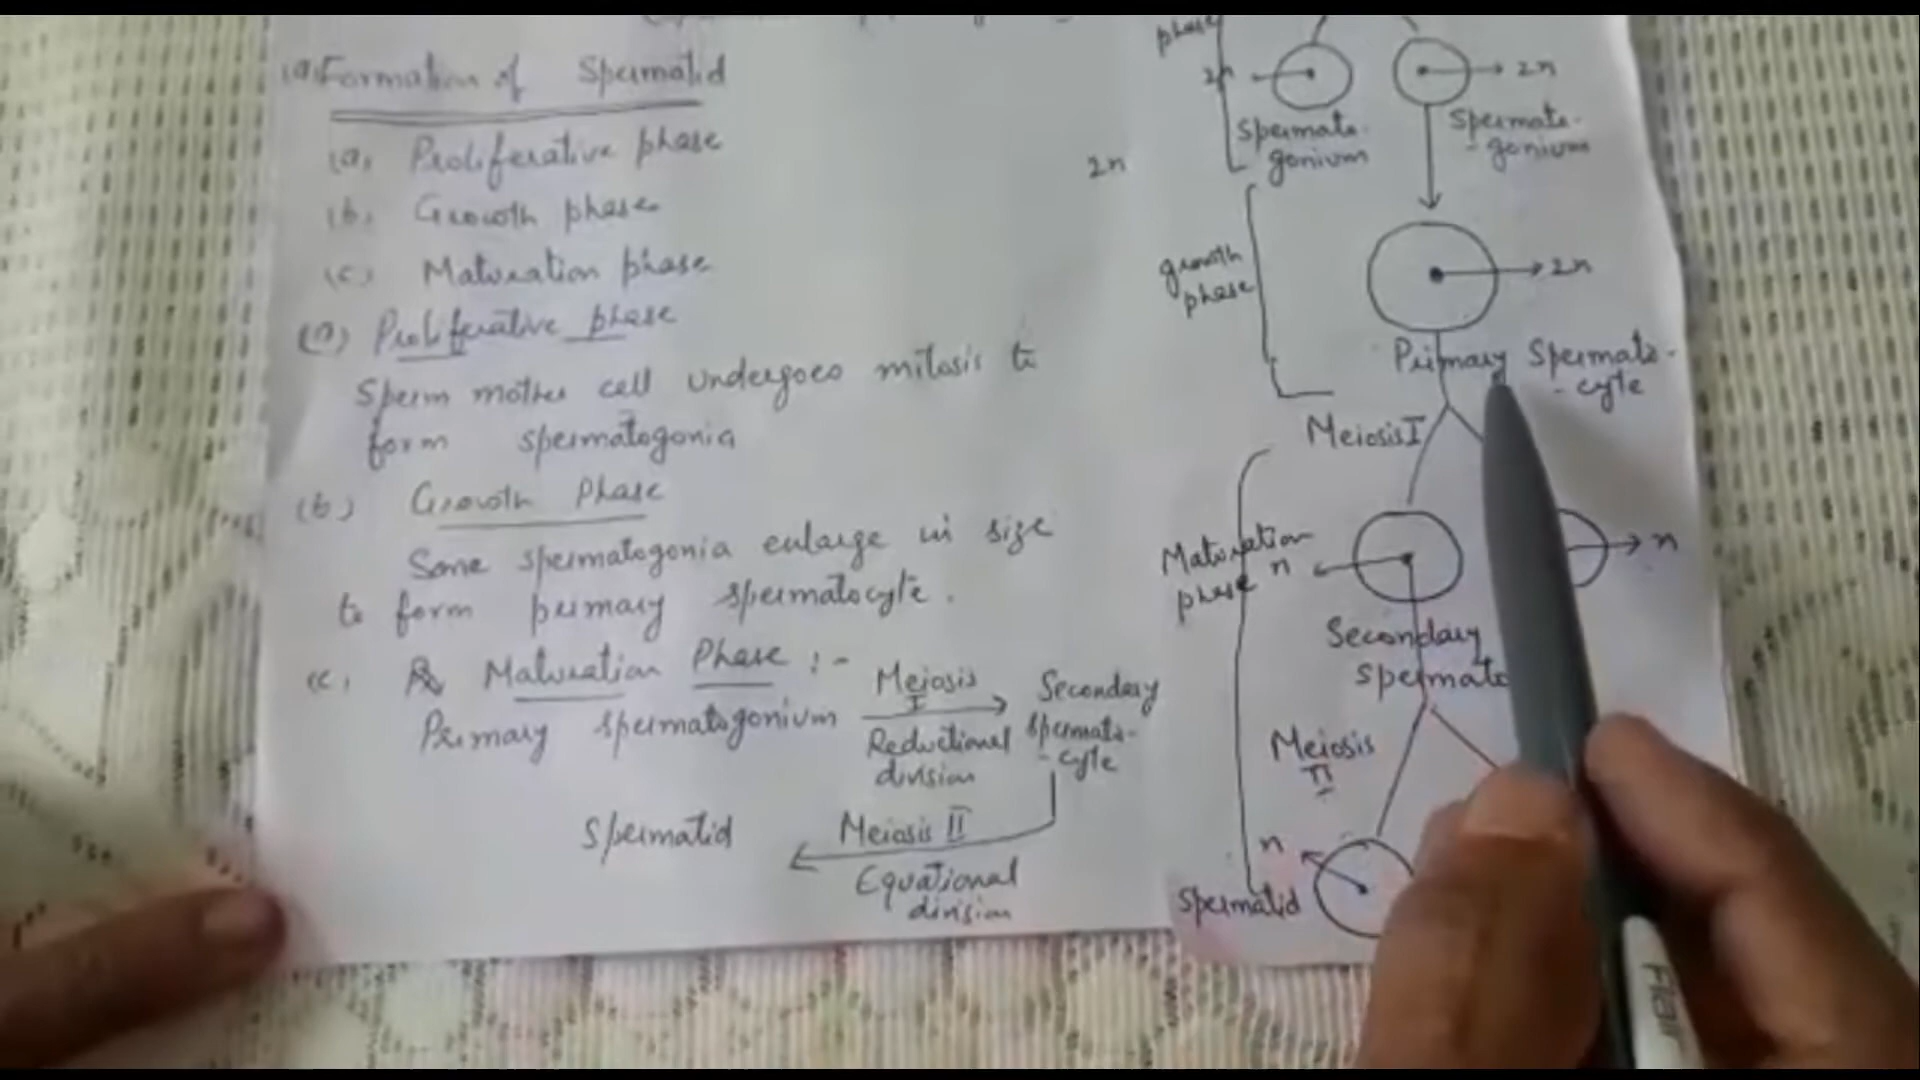 Formation of Spermatid
(a) Proliferative phase
(b) Growth phase
(c) Maturation phase
(a) Proliferative phase
Sperm mother cell undergoes mitosis to
form spermatogonia
(b) Growth Phase
Some spermatogonia enlarge in size
to form primary spermatocyte.
(c) Maturation Phase :-
Primary spermatogonium
Meiosis
I
Reductional
division
Secondary
spermato-
-cyte
Meiosis II
Equational
division
Spermatid
phase
2n
2n
Spermato-
gonium
Spermato-
-gonium
2n
growth
phase
2n
Primary Spermato-
-cyte
Meiosis I
Maturation
phase
n
n
Secondary
spermato
Meiosis
II
n
Spermatid